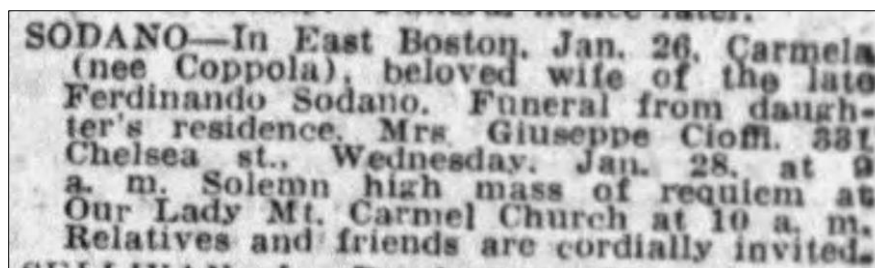 notice later.
SODANO—In East Boston, Jan. 26, Carmela
(nee Coppola), beloved wife of the late
Ferdinando Sodano. Funeral from daugh-
ter's residence, Mrs Giuseppe Cioffi, 331
Chelsea st., Wednesday, Jan. 28, at 9
a. m. Solemn high mass of requiem at
Our Lady Mt. Carmel Church at 10 a. m.
Relatives and friends are cordially invited.